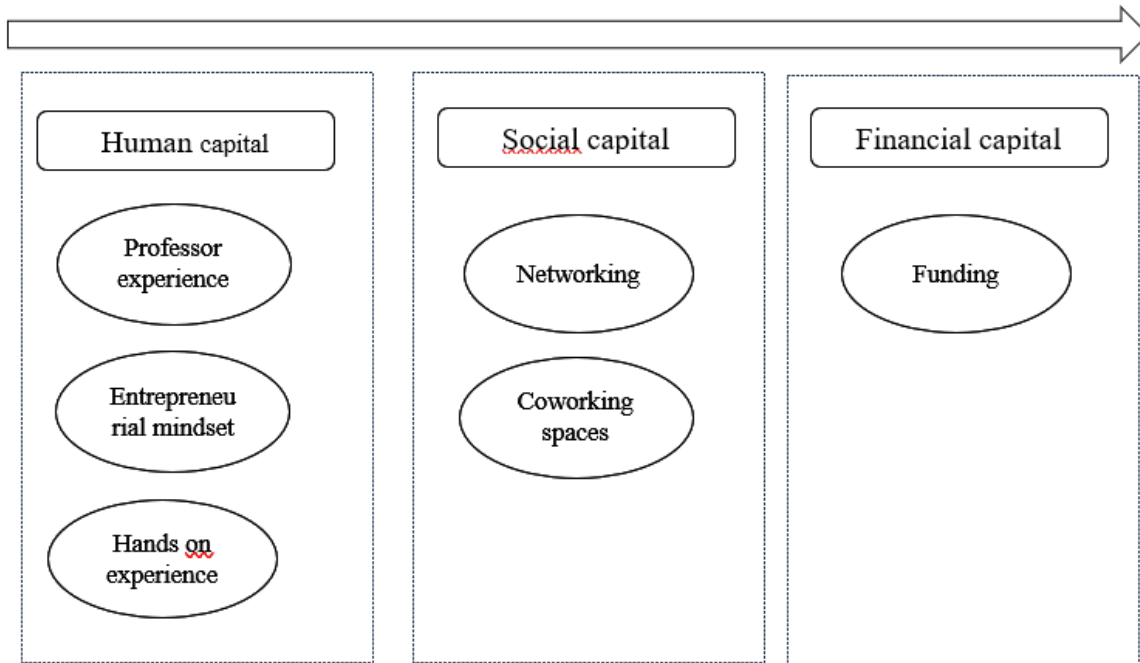 Human capital
Professor
experience
Entrepreneu
rial mindset
Hands on
experience
Social capital
Networking
Coworking
spaces
Financial capital
Funding